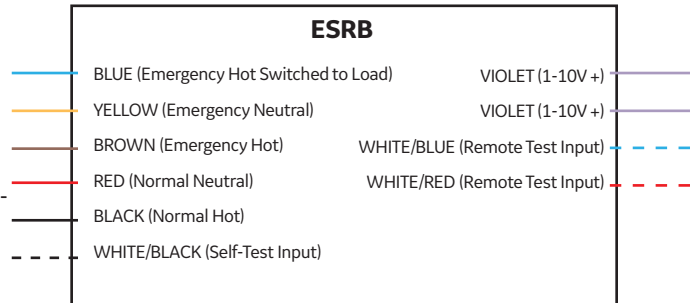 ESRB
BLUE (Emergency Hot Switched to Load)
YELLOW (Emergency Neutral)
BROWN (Emergency Hot)
RED (Normal Neutral)
BLACK (Normal Hot)
WHITE/BLACK (Self-Test Input)
VIOLET (1-10V +)
VIOLET (1-10V +)
WHITE/BLUE (Remote Test Input)
WHITE/RED (Remote Test Input)
-